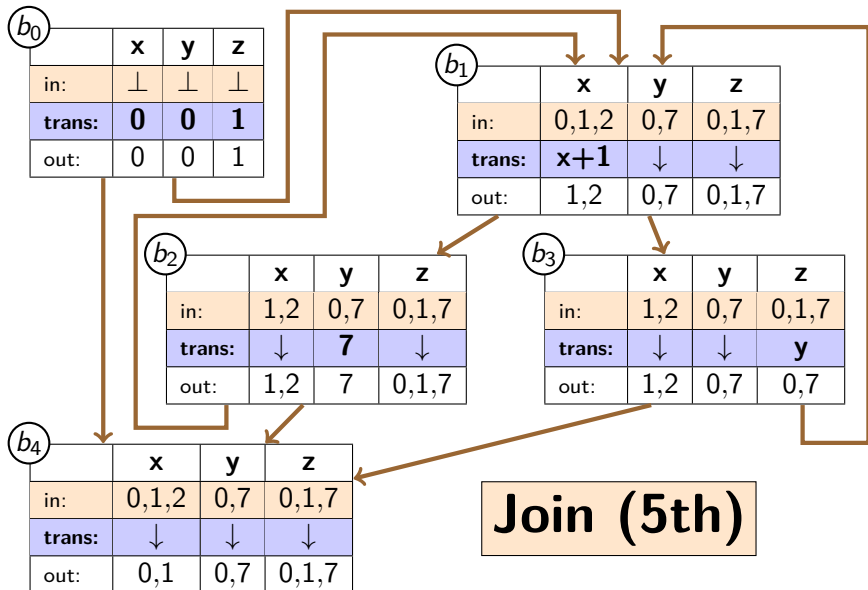 b0
x y z
in: ⊥ ⊥ ⊥
trans: 0 0 1
out: 0 0 1
b1
x y z
in: 0,1,2 0,7 0,1,7
trans: x+1 ↓ ↓
out: 1,2 0,7 0,1,7
b2
x y z
in: 1,2 0,7 0,1,7
trans: ↓ 7 ↓
out: 1,2 7 0,1,7
b3
x y z
in: 1,2 0,7 0,1,7
trans: ↓ ↓ y
out: 1,2 0,7 0,7
b4
x y z
in: 0,1,2 0,7 0,1,7
trans: ↓ ↓ ↓
out: 0,1 0,7 0,1,7
Join (5th)